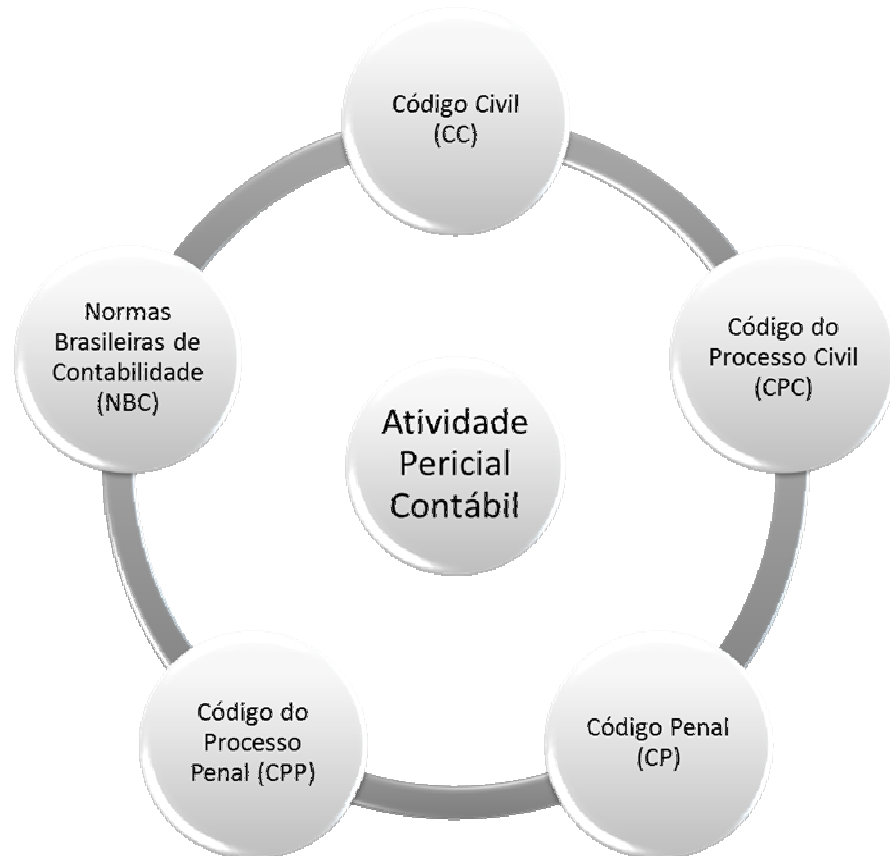 Código Civil
(CC)
Normas
Brasileiras de
Contabilidade
(NBC)
Código do
Processo Civil
(CPC)
Atividade
Pericial
Contábil
Código do
Processo
Penal (CPP)
Código Penal
(CP)